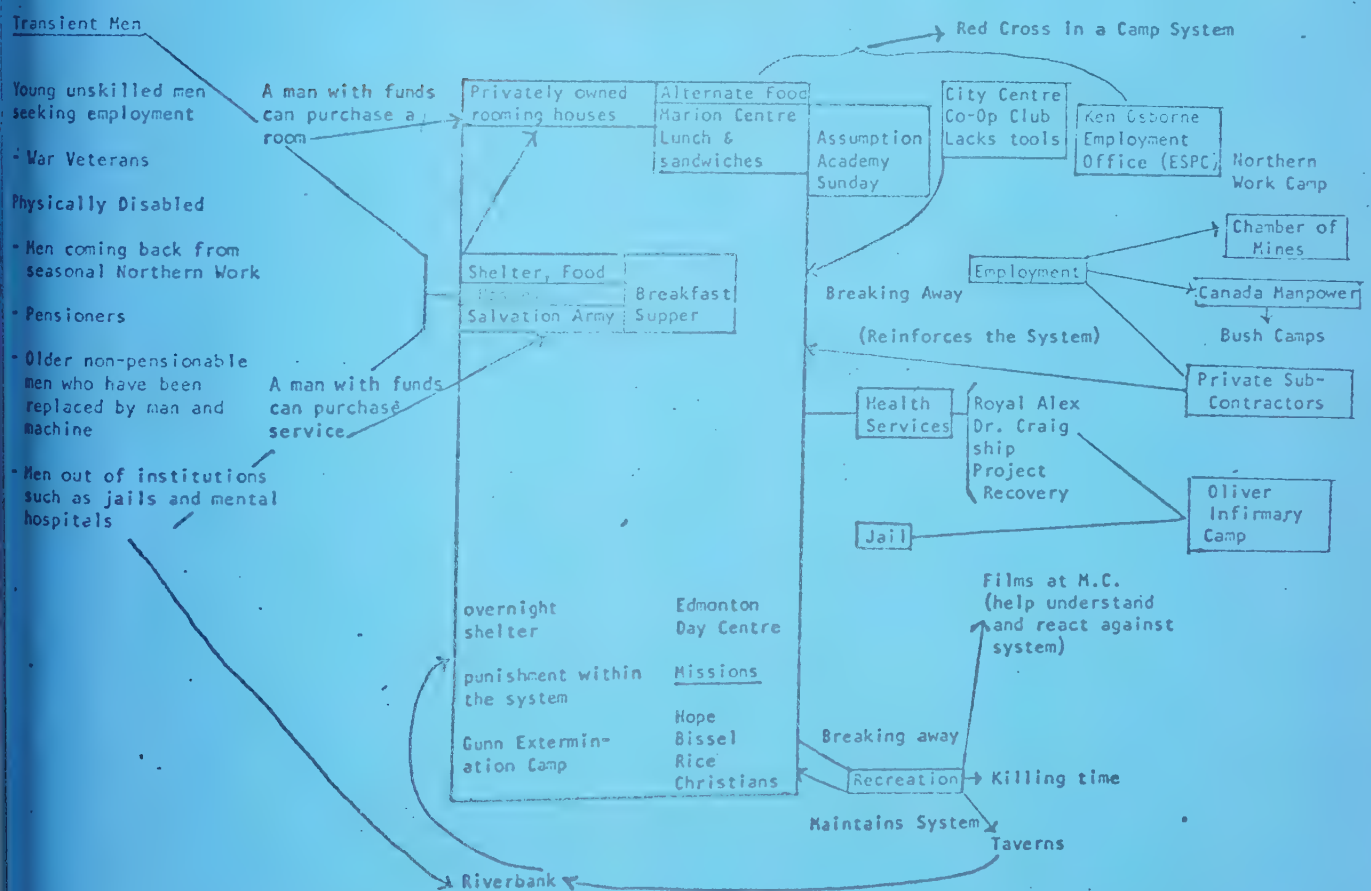 Transient Men
Young unskilled men
seeking employment
- War Veterans
Physically Disabled
- Men coming back from
seasonal Northern Work
- Pensioners
- Older non-pensionable
men who have been
replaced by man and
machine
- Men out of institutions
such as jails and mental
hospitals
A man with funds
can purchase a
room
A man with funds
can purchase
service
Privately owned
rooming houses
Alternate Food
Marion Centre
Lunch &
sandwiches
Assumption
Academy
Sunday
Red Cross in a Camp System
City Centre
Co-Op Club
Lacks tools
Ken Osborne
Employment
Office (ESPC)
Northern
Work Camp
Shelter, Food
Salvation Army
Breakfast
Supper
Breaking Away
(Reinforces the System)
Employment
Chamber of
Mines
Canada Manpower
Bush Camps
Private Sub-
Contractors
Health
Services
Royal Alex
Dr. Craig
ship
Project
Recovery
Jail
Oliver
Infirmary
Camp
overnight
shelter
punishment within
the system
Gunn Extermin-
ation Camp
Edmonton
Day Centre
Missions
Hope
Bissel
Rice
Christians
Films at M.C.
(help understand
and react against
system)
Breaking away
Recreation
Killing time
Maintains System
Taverns
Riverbank